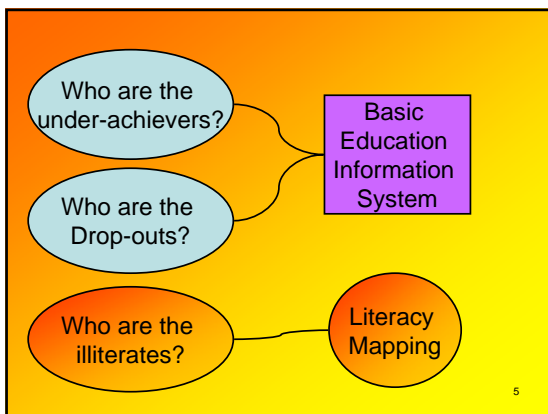 Who are the
under-achievers?
Basic
Education
Information
System
Who are the
Drop-outs?
Who are the
illiterates?
Literacy
Mapping
5